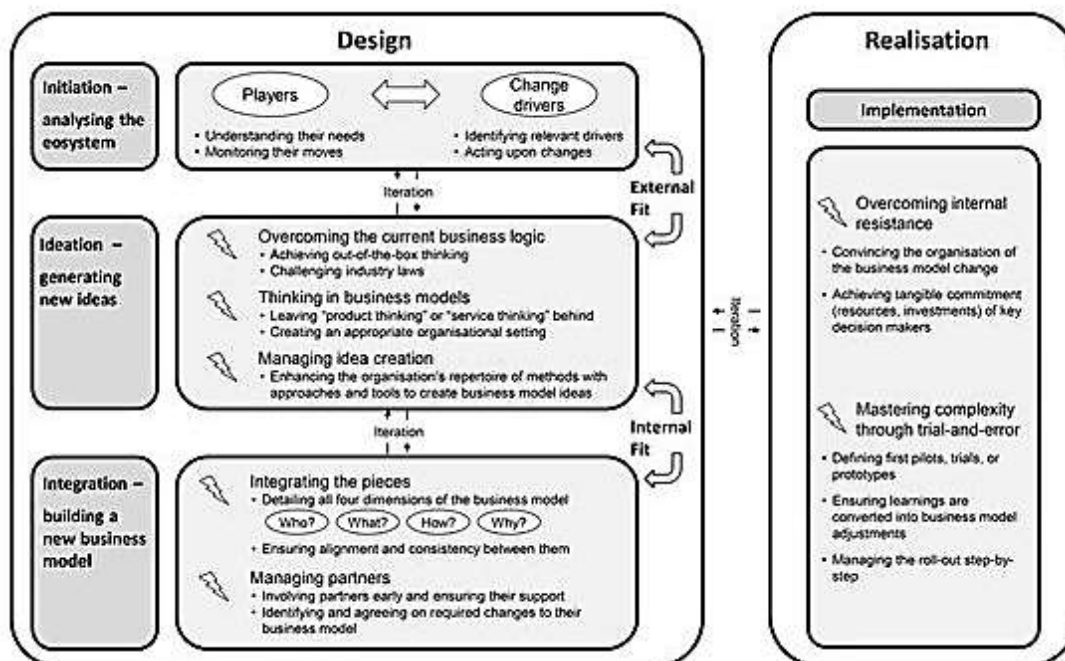 Design
Initiation –
analysing the
eosystem
Players
Change
drivers
• Understanding their needs
• Monitoring their moves
• Identifying relevant drivers
• Acting upon changes
Iteration
External
Fit
Ideation –
generating
new ideas
Overcoming the current business logic
• Achieving out-of-the-box thinking
• Challenging industry laws
Thinking in business models
• Leaving "product thinking" or "service thinking" behind
• Creating an appropriate organisational setting
Managing idea creation
• Enhancing the organisation's repertoire of methods with
approaches and tools to create business model ideas
Iteration
Internal
Fit
Integration –
building a
new business
model
Integrating the pieces
• Detailing all four dimensions of the business model
Who? What? How? Why?
• Ensuring alignment and consistency between them
Managing partners
• Involving partners early and ensuring their support
• Identifying and agreeing on required changes to their
business model
Iteration
Realisation
Implementation
Overcoming internal
resistance
• Convincing the organisation of
the business model change
• Achieving tangible commitment
(resources, investments) of key
decision makers
Mastering complexity
through trial-and-error
• Defining first pilots, trials, or
prototypes
• Ensuring learnings are
converted into business model
adjustments
• Managing the roll-out step-by-
step